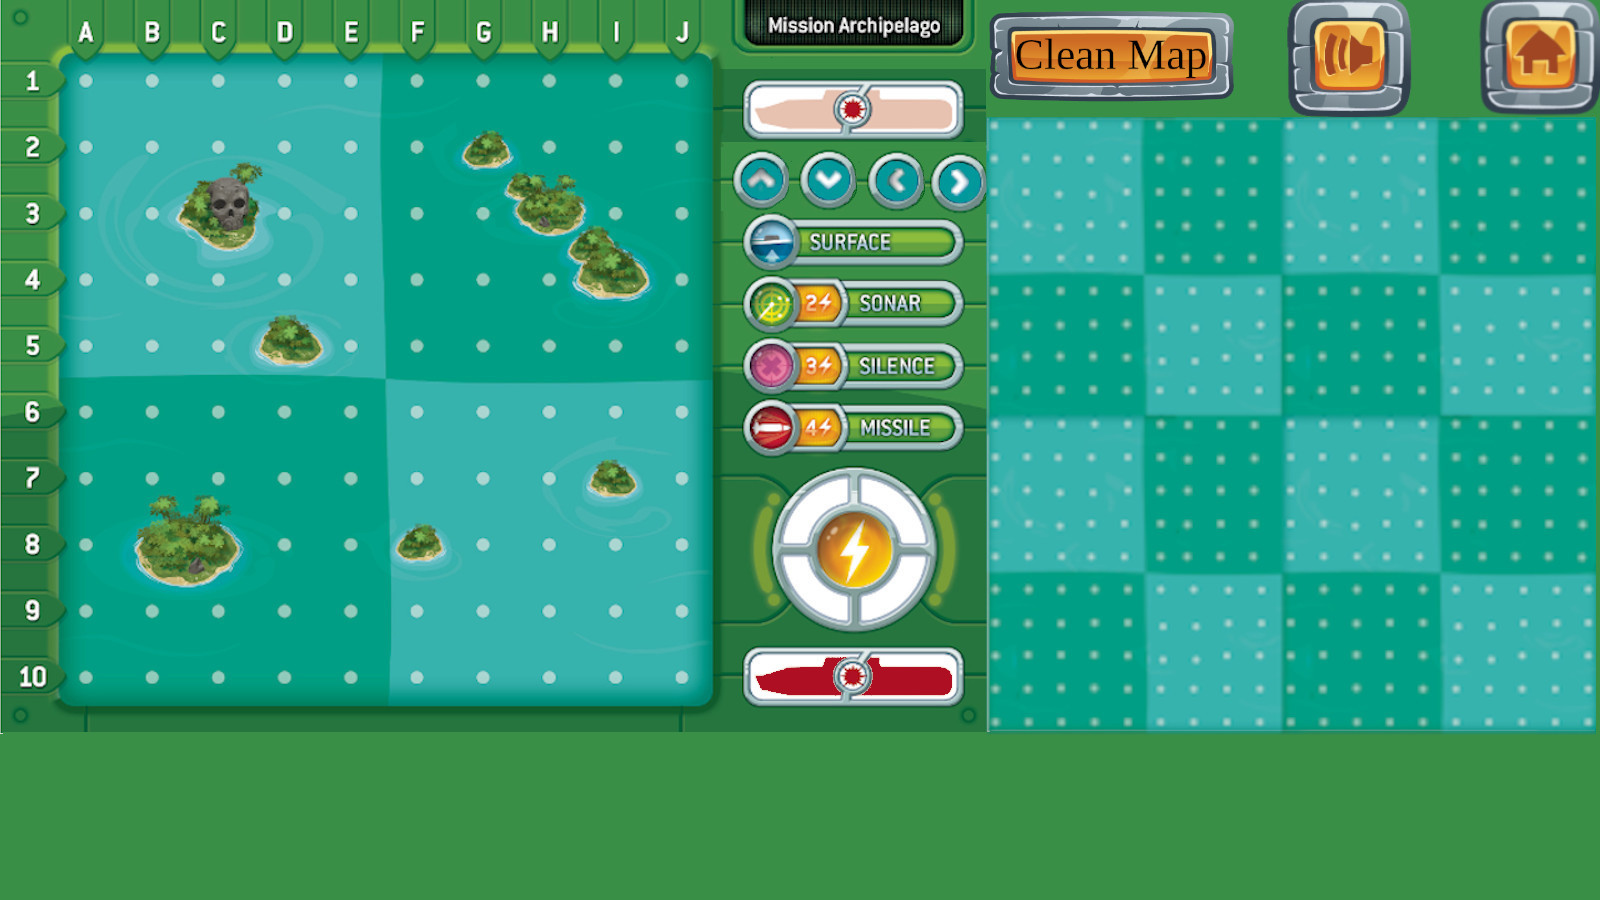 A B C D E F G H I J
Mission Archipelago
Clean Map
1
2
3
4
5
6
7
8
9
10
SURFACE
2 SONAR
3 SILENCE
4 MISSILE